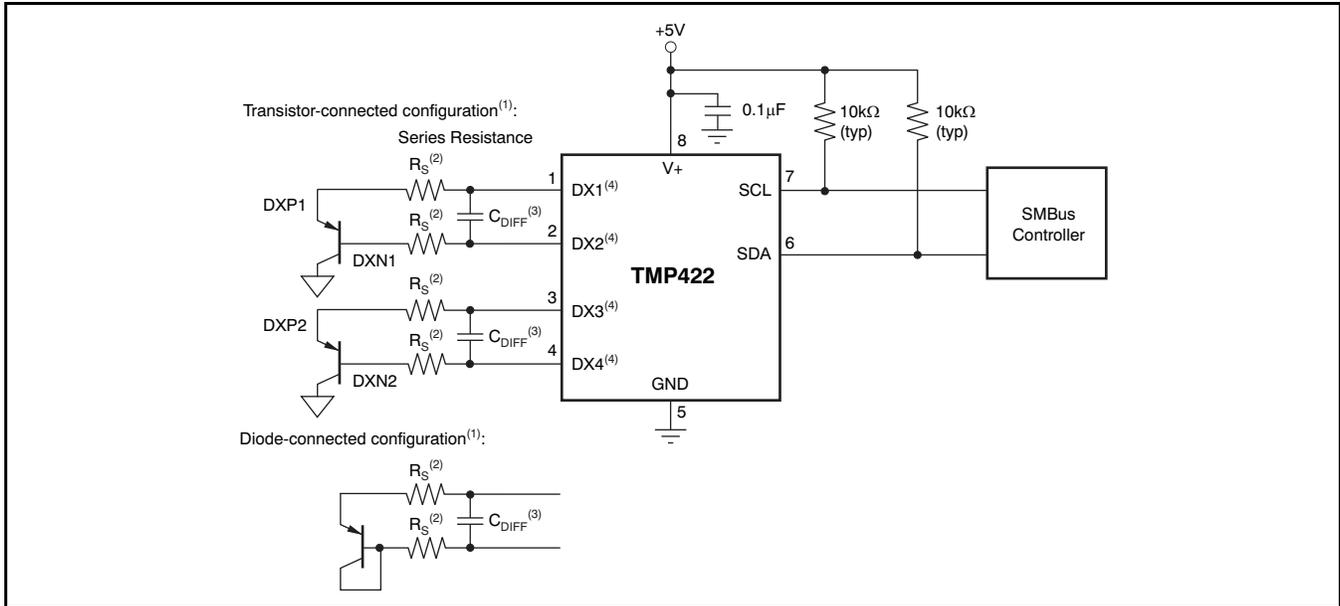 +5V
Transistor-connected configuration(1):
Series Resistance
0.1μF
10kΩ
(typ)
10kΩ
(typ)
8
V+
RS(2)
1
DX1(4)
SCL
7
DXP1
CDIFF(3)
RS(2)
2
DX2(4)
DXN1
SDA
6
SMBus
Controller
TMP422
RS(2)
3
DX3(4)
DXP2
CDIFF(3)
RS(2)
4
DX4(4)
DXN2
GND
5
Diode-connected configuration(1):
RS(2)
CDIFF(3)
RS(2)